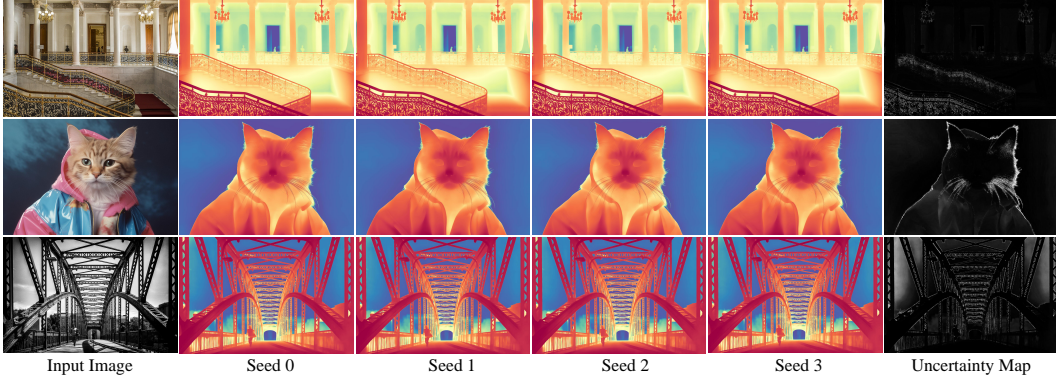 Input Image
Seed 0
Seed 1
Seed 2
Seed 3
Uncertainty Map